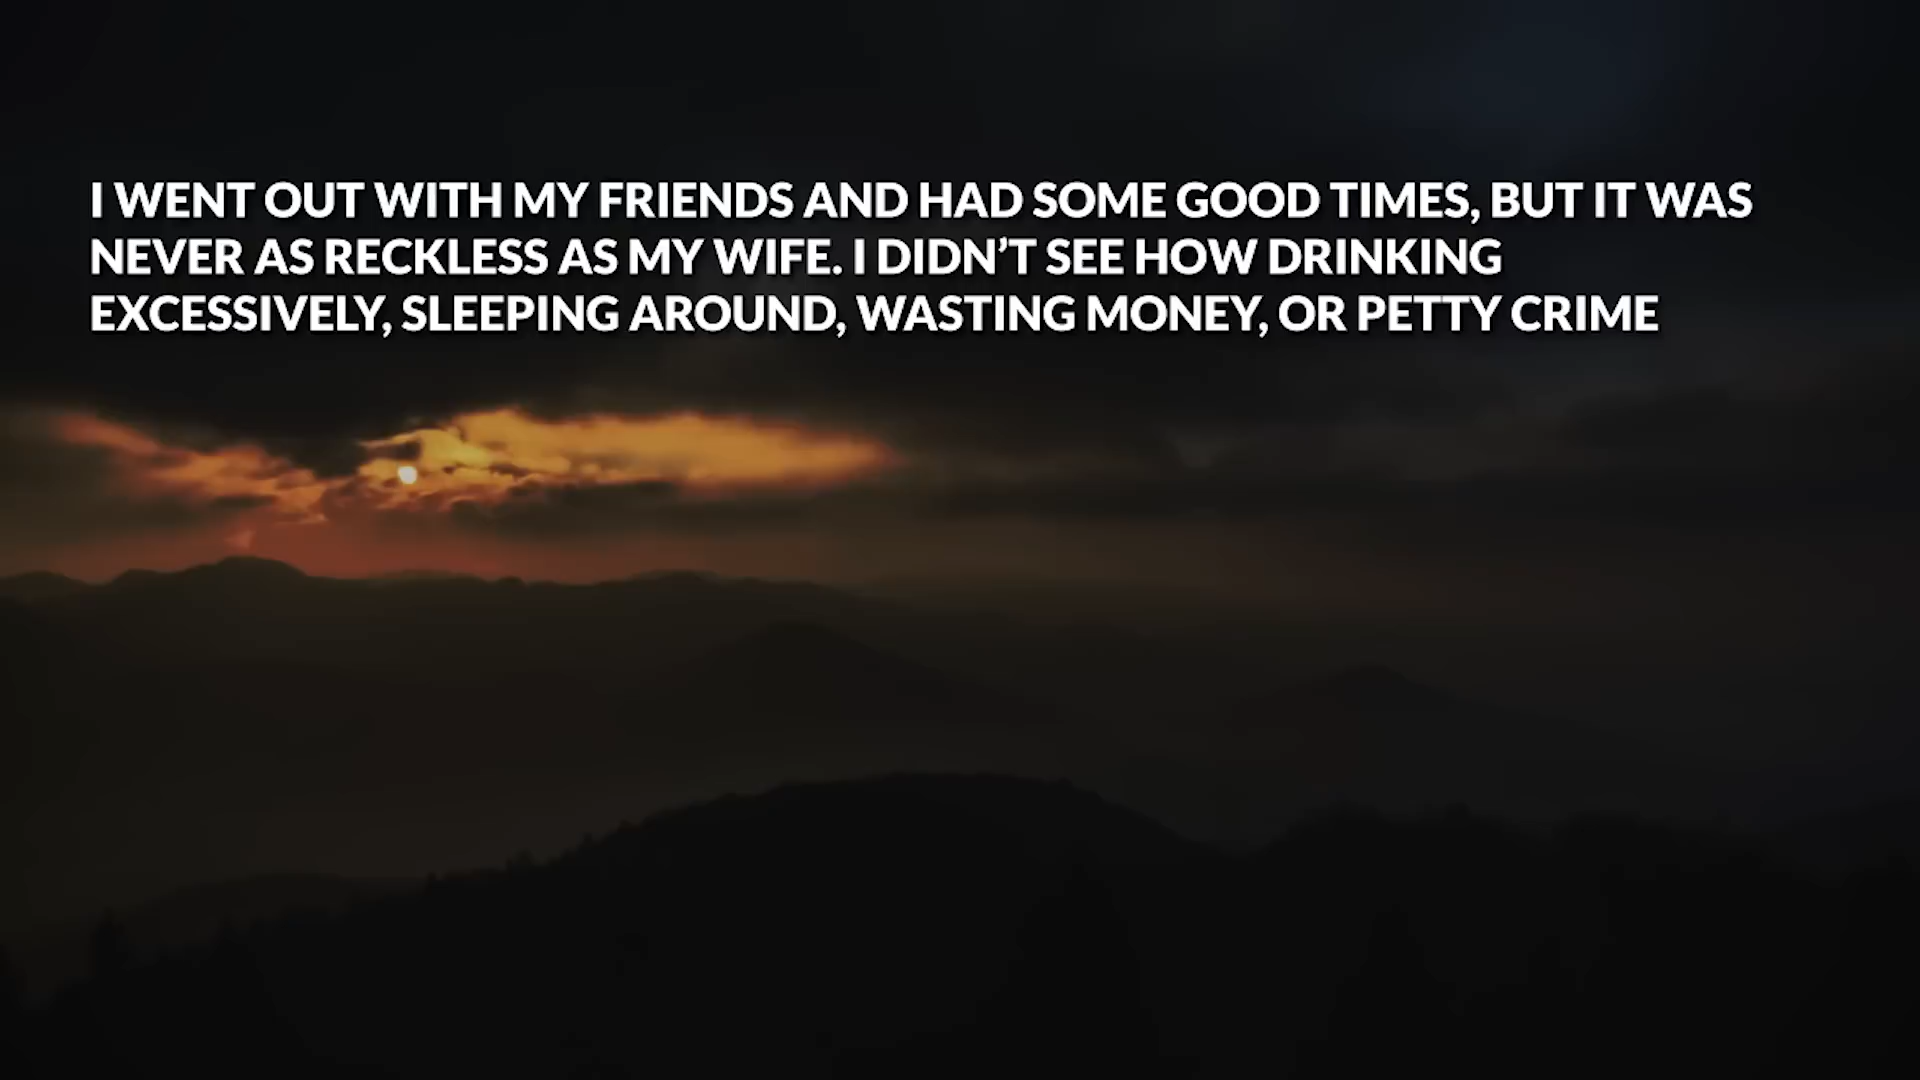 I WENT OUT WITH MY FRIENDS AND HAD SOME GOOD TIMES, BUT IT WAS
NEVER AS RECKLESS AS MY WIFE. I DIDN’T SEE HOW DRINKING
EXCESSIVELY, SLEEPING AROUND, WASTING MONEY, OR PETTY CRIME